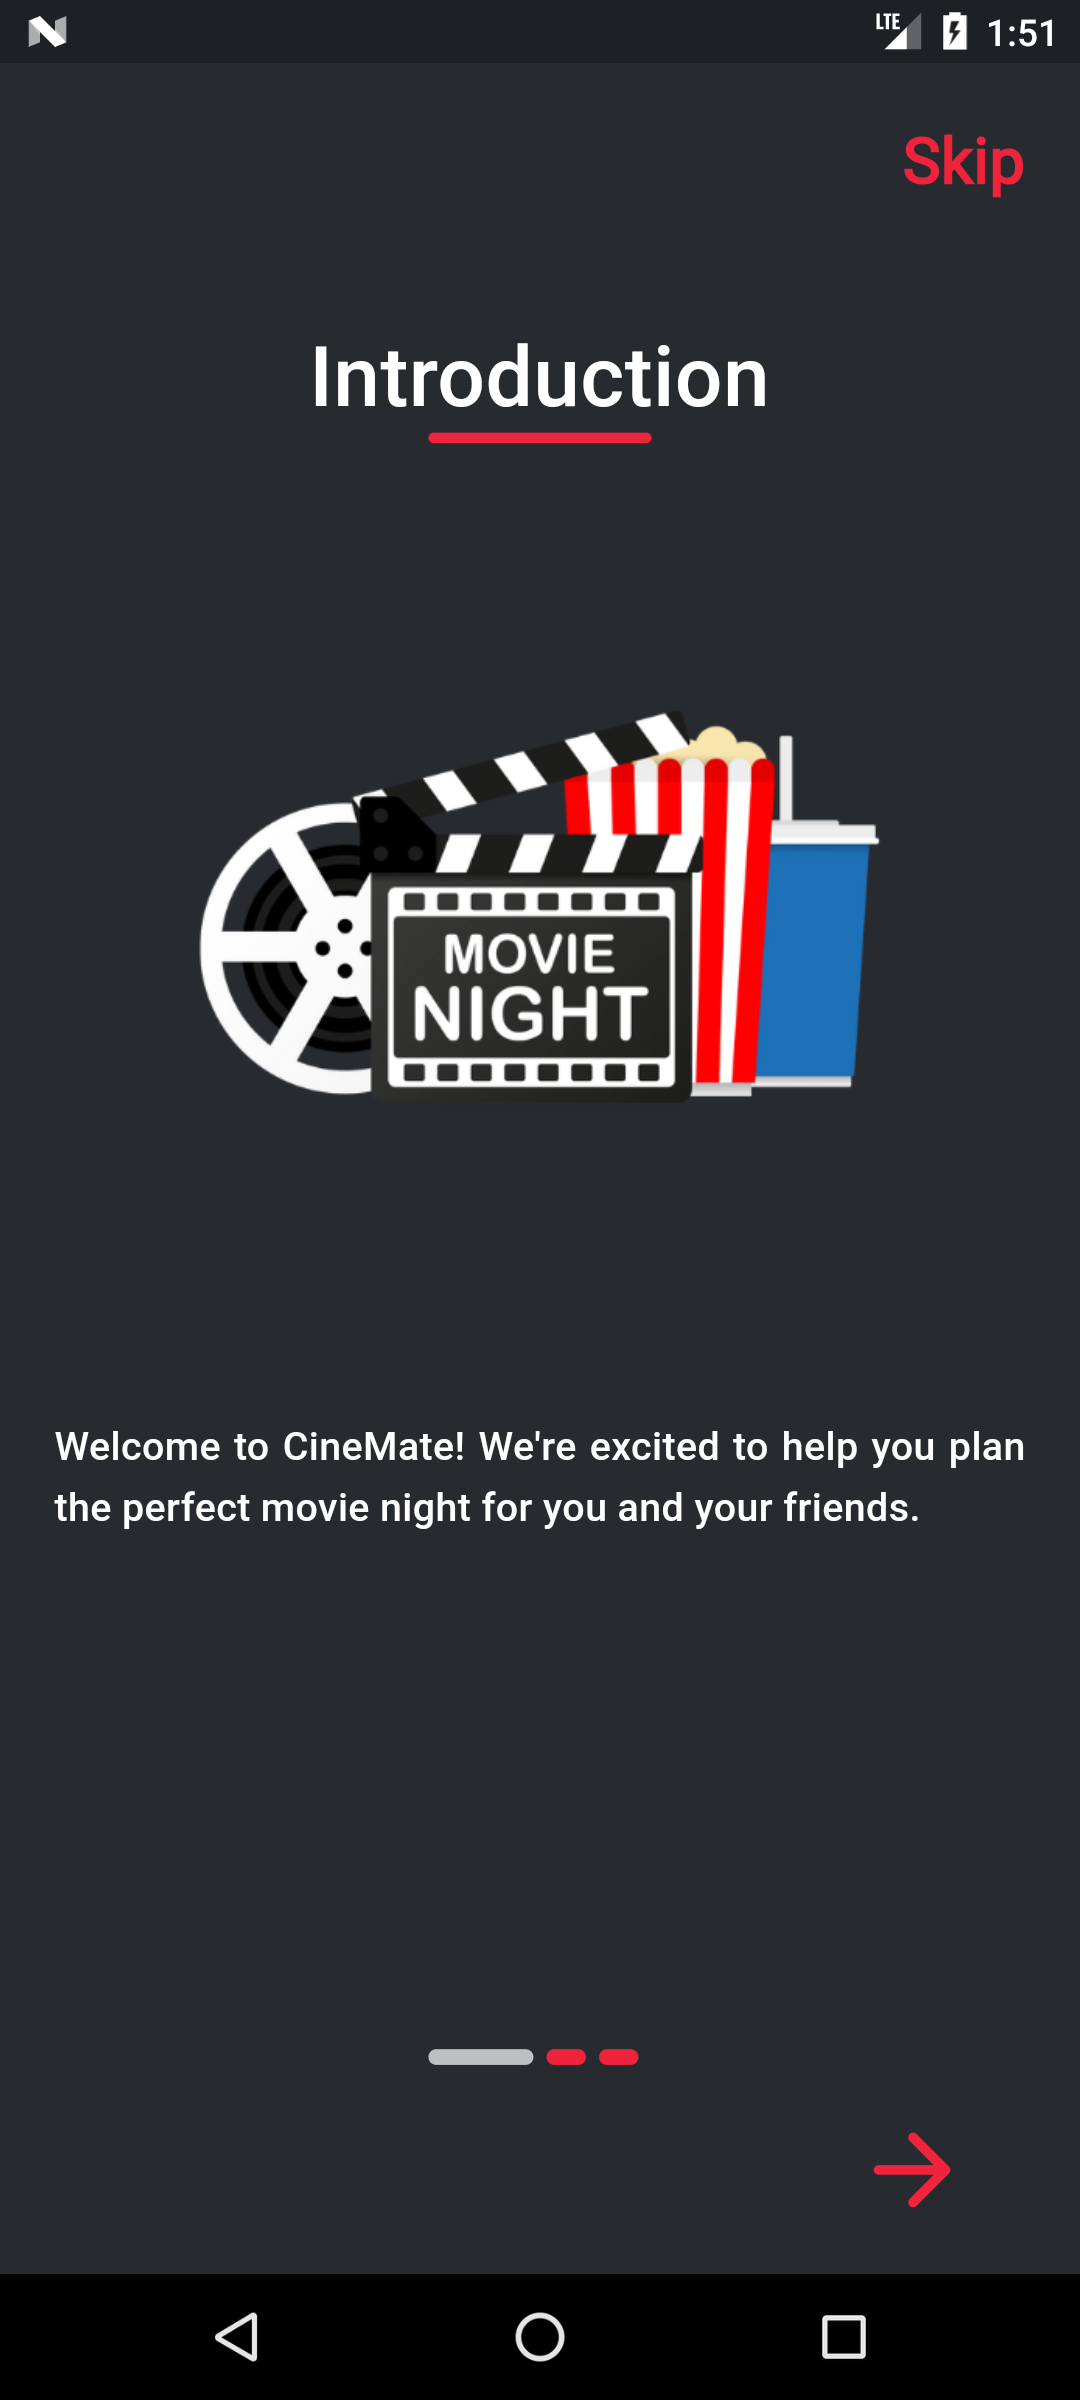 LTE 1:51
Skip
Introduction
MOVIE
NIGHT
Welcome to CineMate! We're excited to help you plan
the perfect movie night for you and your friends.